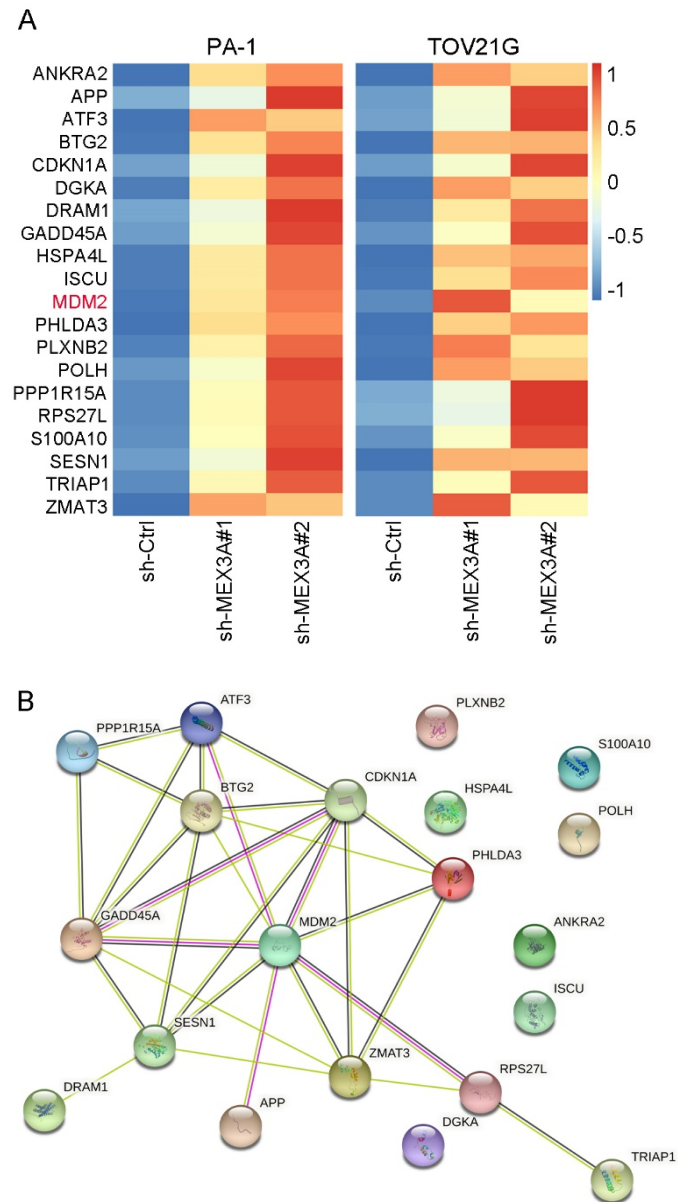 A
PA-1 TOV21G
ANKRA2
APP
ATF3
BTG2
CDKN1A
DGKA
DRAM1
GADD45A
HSPA4L
ISCU
MDM2
PHLDA3
PLXNB2
POLH
PPP1R15A
RPS27L
S100A10
SESN1
TRIAP1
ZMAT3
1
0.5
0
-0.5
-1
sh-Ctrl
sh-MEX3A#1
sh-MEX3A#2
sh-Ctrl
sh-MEX3A#1
sh-MEX3A#2
B
ATF3
PLXNB2
PPP1R15A
S100A10
CDKN1A
BTG2
HSPA4L
POLH
PHLDA3
GADD45A
MDM2
ANKRA2
ISCU
SESN1
ZMAT3
RPS27L
DRAM1
APP
DGKA
TRIAP1